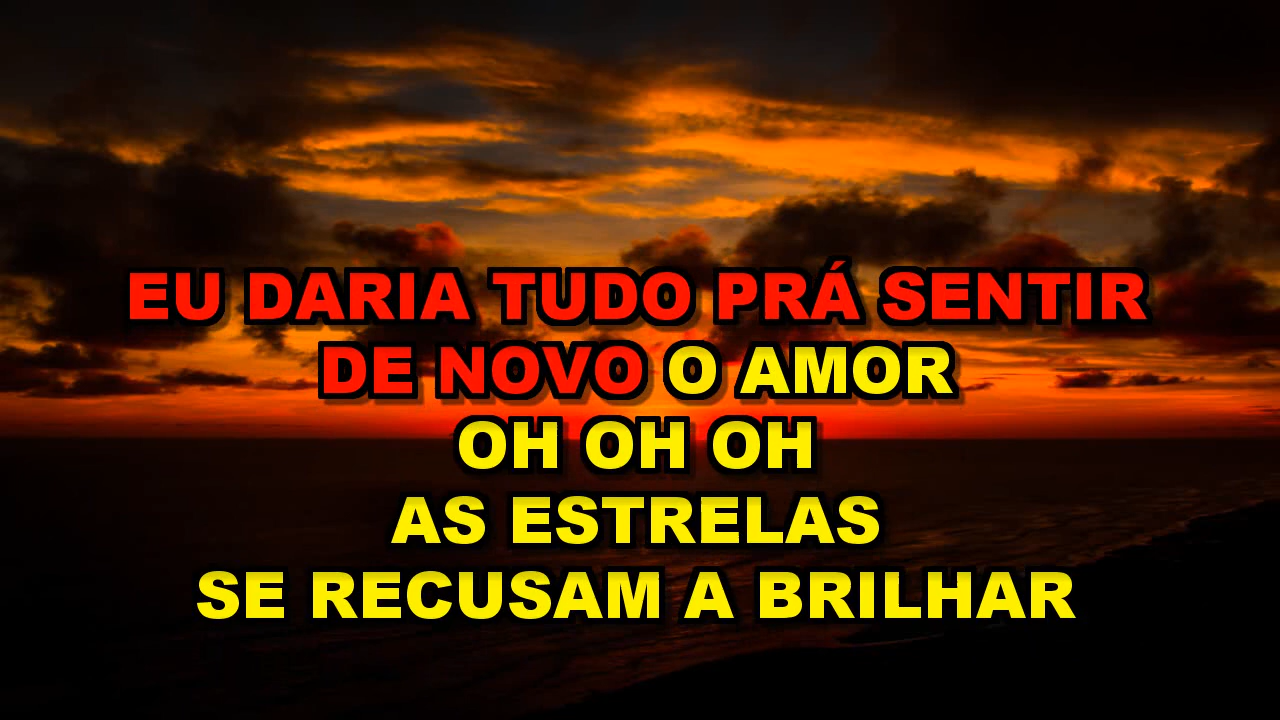 EU DARIA TUDO PRÁ SENTIR
DE NOVO O AMOR
OH OH OH
AS ESTRELAS
SE RECUSAM A BRILHAR